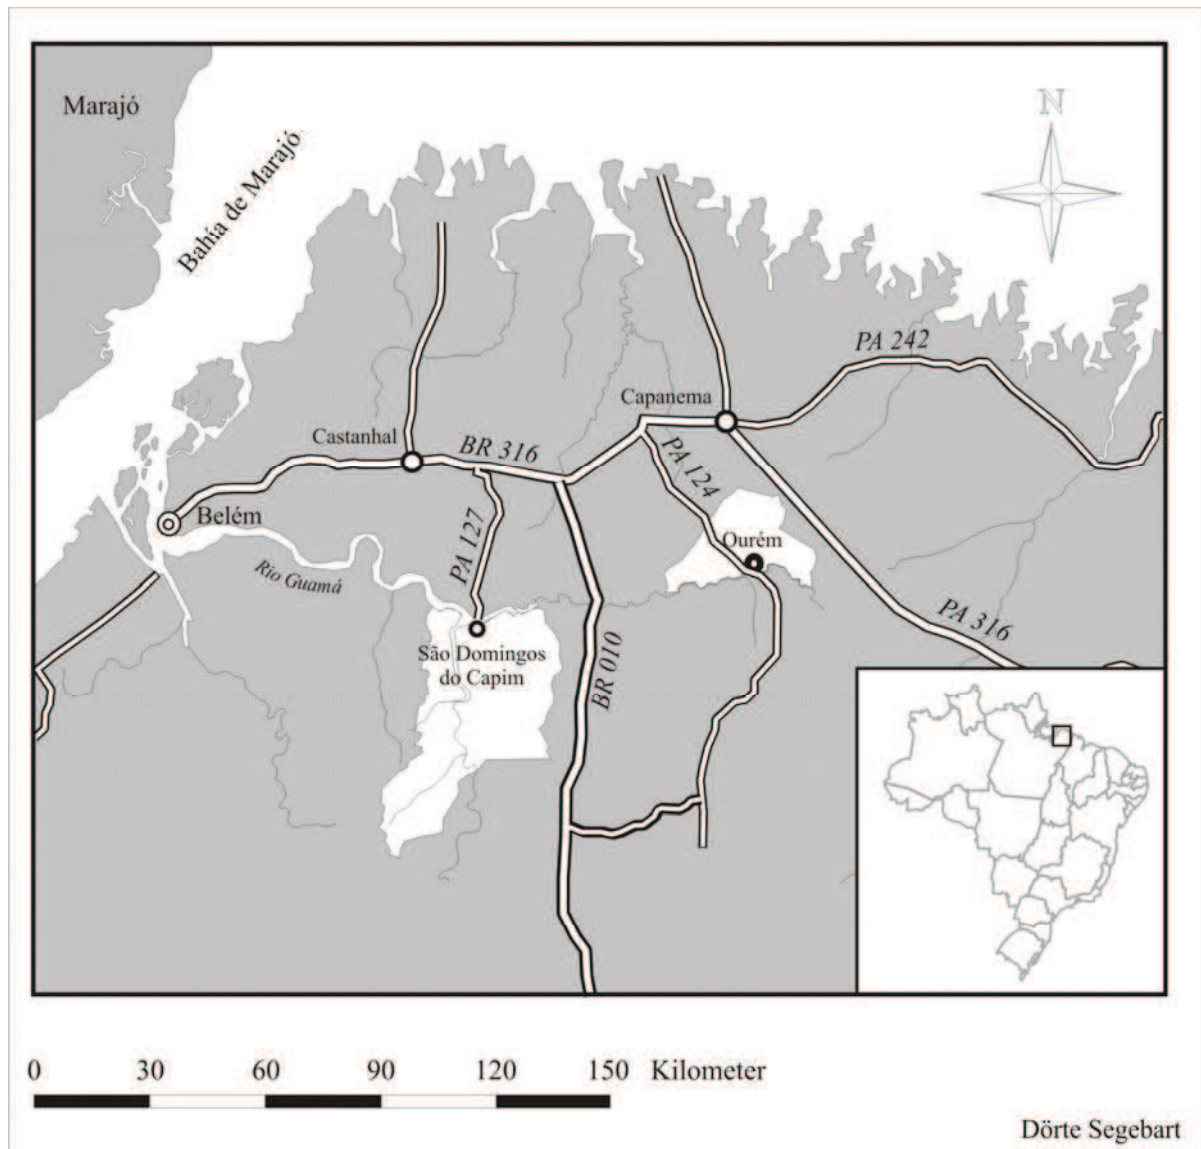 Marajó
Bahía de Marajó
N
PA 242
Capanema
Castanhal
BR 316
PA 124
Belém
PA 127
Ourém
Rio Guamá
PA 316
São Domingos
do Capim
BR 010
0 30 60 90 120 150 Kilometer
Dörte Segebart